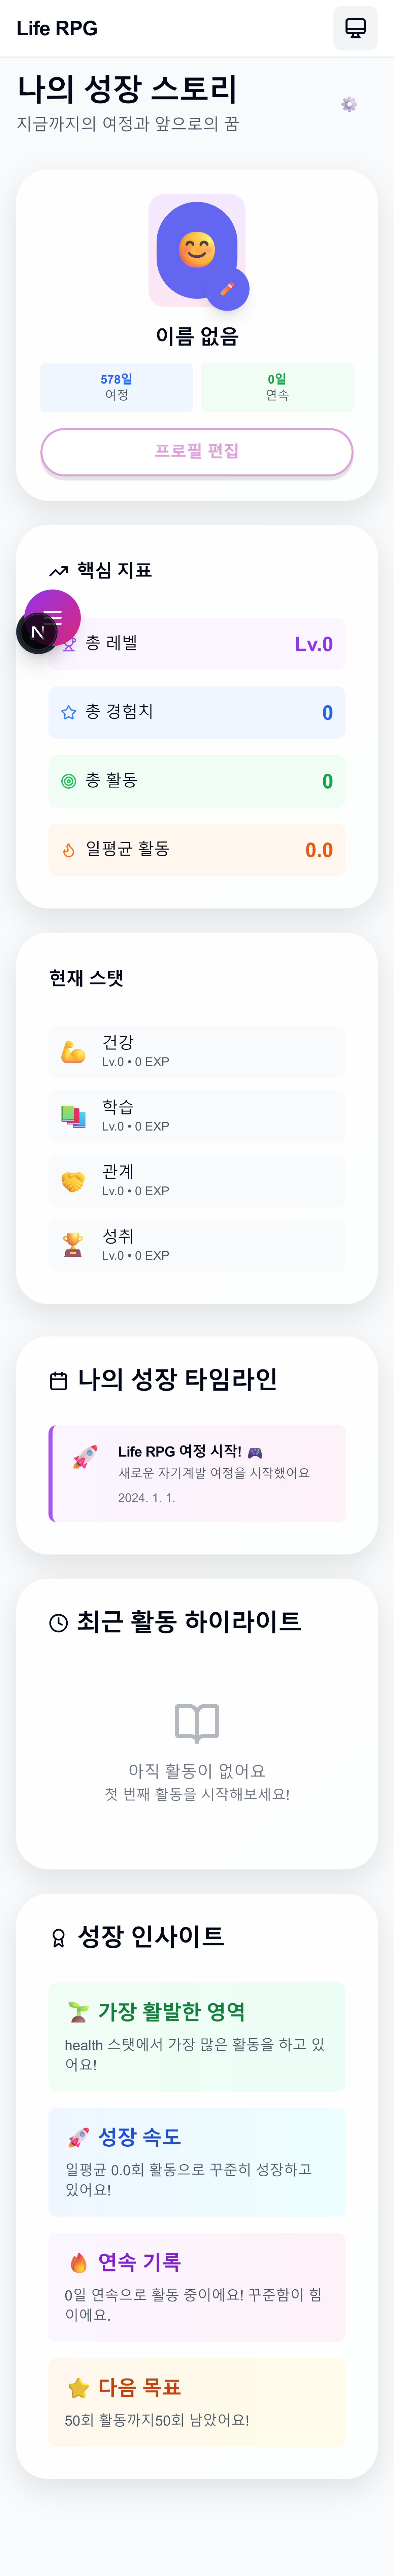 Life RPG
나의 성장 스토리
지금까지의 여정과 앞으로의 꿈
이름 없음
578일
여정
0일
연속
프로필 편집
핵심 지표
N
총 레벨
Lv.0
총 경험치
0
총 활동
0
일평균 활동
0.0
현재 스탯
건강
Lv.0 • 0 EXP
학습
Lv.0 • 0 EXP
관계
Lv.0 • 0 EXP
성취
Lv.0 • 0 EXP
나의 성장 타임라인
Life RPG 여정 시작! 🎮
새로운 자기계발 여정을 시작했어요
2024. 1. 1.
최근 활동 하이라이트
아직 활동이 없어요
첫 번째 활동을 시작해보세요!
성장 인사이트
가장 활발한 영역
health 스탯에서 가장 많은 활동을 하고 있
어요!
성장 속도
일평균 0.0회 활동으로 꾸준히 성장하고
있어요!
연속 기록
0일 연속으로 활동 중이에요! 꾸준함이 힘
이에요.
다음 목표
50회 활동까지50회 남았어요!